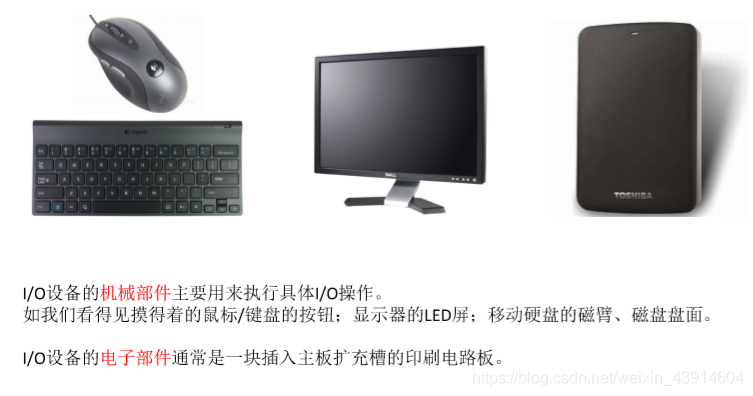 DELL
TOSHIBA
I/O设备的机械部件主要用来执行具体I/O操作。
如我们看得见摸得着的鼠标/键盘的按钮；显示器的LED屏；移动硬盘的磁臂、磁盘盘面。
I/O设备的电子部件通常是一块插入主板扩充槽的印刷电路板。
https://blog.csdn.net/weixin_43914604